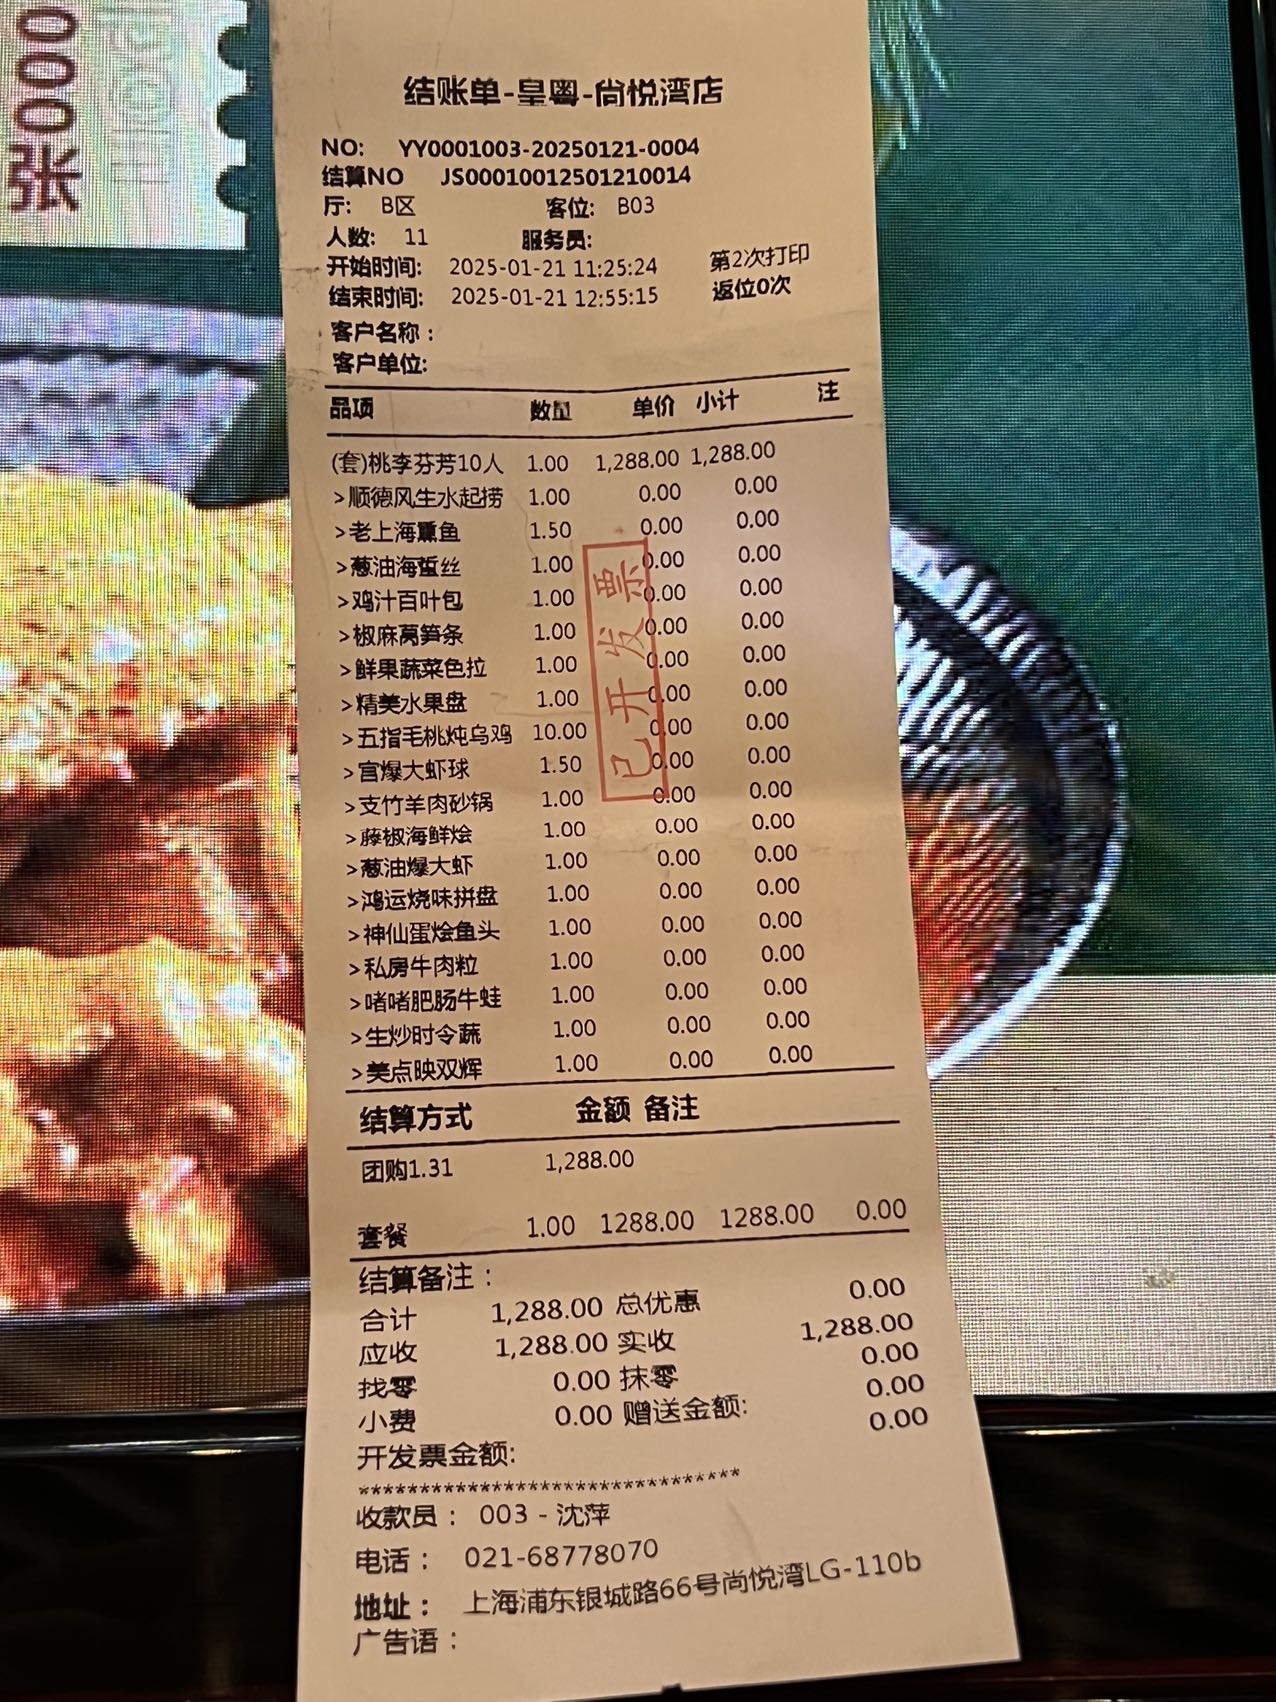 张000
结账单-皇粤-尚悦湾店
NO: YY0001003-20250121-0004
结算NO JS00010012501210014
厅: B区 客位: B03
人数: 11 服务员:
开始时间: 2025-01-21 11:25:24 第2次打印
结束时间: 2025-01-21 12:55:15 返位0次
客户名称:
客户单位:
品项 数量 单价 小计 注
(套)桃李芬芳10人 1.00 1,288.00 1,288.00
>顺德风生水起捞 1.00 0.00 0.00
>老上海熏鱼 1.50 0.00 0.00
>葱油海蜇丝 1.00 0.00 0.00
>鸡汁百叶包 1.00 0.00 0.00
>椒麻莴笋条 1.00 0.00 0.00
>鲜果蔬菜色拉 1.00 0.00 0.00
>精美水果盘 1.00 0.00 0.00
>五指毛桃炖乌鸡 10.00 0.00 0.00
>宫爆大虾球 1.50 0.00 0.00
>支竹羊肉砂锅 1.00 0.00 0.00
>藤椒海鲜烩 1.00 0.00 0.00
>葱油爆大虾 1.00 0.00 0.00
>鸿运烧味拼盘 1.00 0.00 0.00
>神仙蛋烩鱼头 1.00 0.00 0.00
>私房牛肉粒 1.00 0.00 0.00
>啫啫肥肠牛蛙 1.00 0.00 0.00
>生炒时令蔬 1.00 0.00 0.00
>美点映双辉 1.00 0.00 0.00
已开发票
结算方式 金额 备注
团购1.31 1,288.00
套餐 1.00 1288.00 1288.00 0.00
结算备注:
合计 1,288.00 总优惠 0.00
应收 1,288.00 实收 1,288.00
找零 0.00 抹零 0.00
小费 0.00 赠送金额: 0.00
开发票金额: 0.00
*******************************
收款员: 003 - 沈萍
电话: 021-68778070
地址: 上海浦东银城路66号尚悦湾LG-110b
广告语: